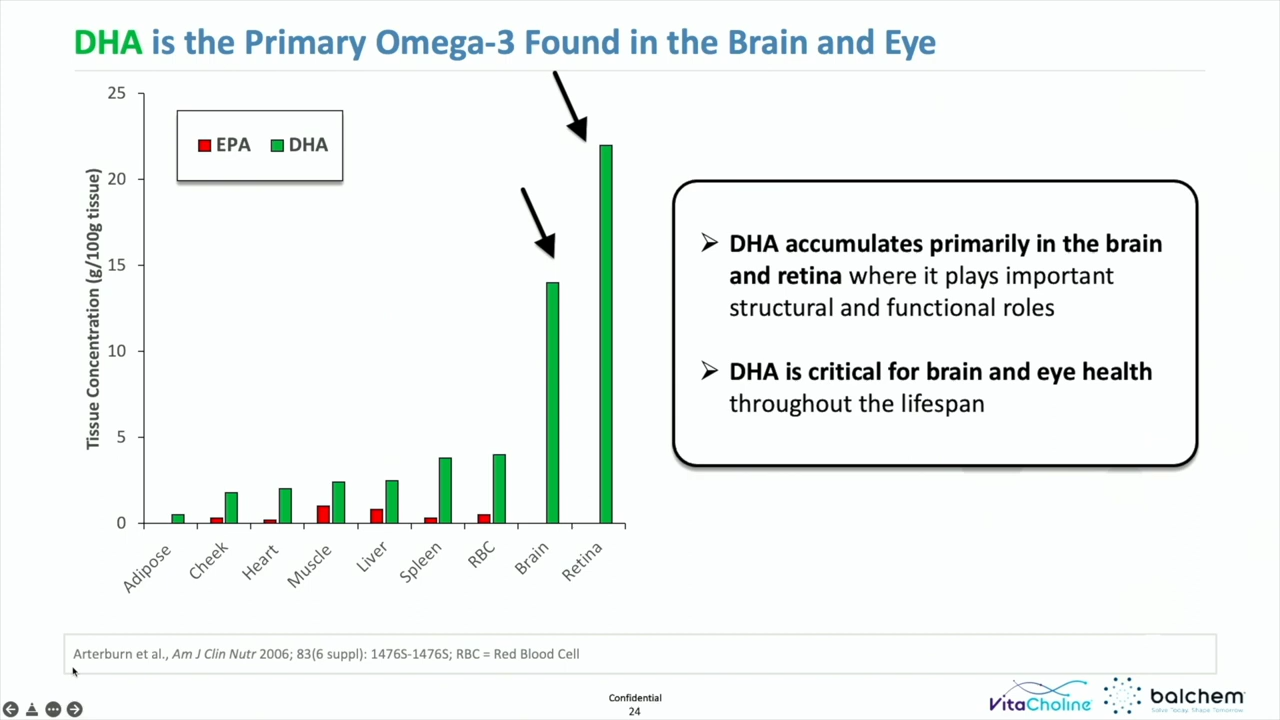 DHA is the Primary Omega-3 Found in the Brain and Eye
25
20
15
10
5
0
Tissue Concentration (g/100g tissue)
EPA DHA
Adipose
Cheek
Heart
Muscle
Liver
Spleen
RBC
Brain
Retina
➢ DHA accumulates primarily in the brain
and retina where it plays important
structural and functional roles
➢ DHA is critical for brain and eye health
throughout the lifespan
Arterburn et al., Am J Clin Nutr 2006; 83(6 suppl): 1476S-1476S; RBC = Red Blood Cell
Confidential
24
VitaCholine
balchem
Solve Today. Shape Tomorrow.